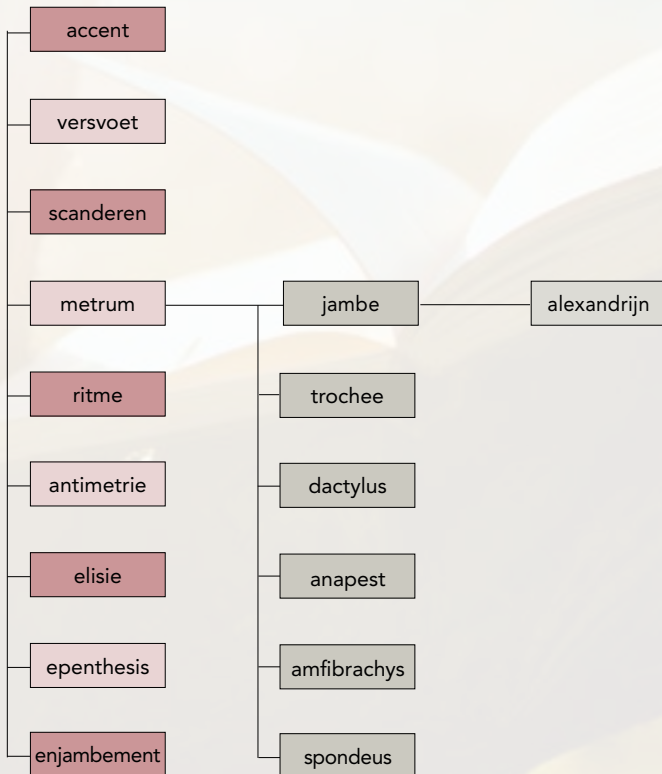 accent
versvoet
scanderen
metrum
jambe
alexandrijn
ritme
trochee
antimetrie
dactylus
elisie
anapest
epenthesis
amfibrachys
enjambement
spondeus